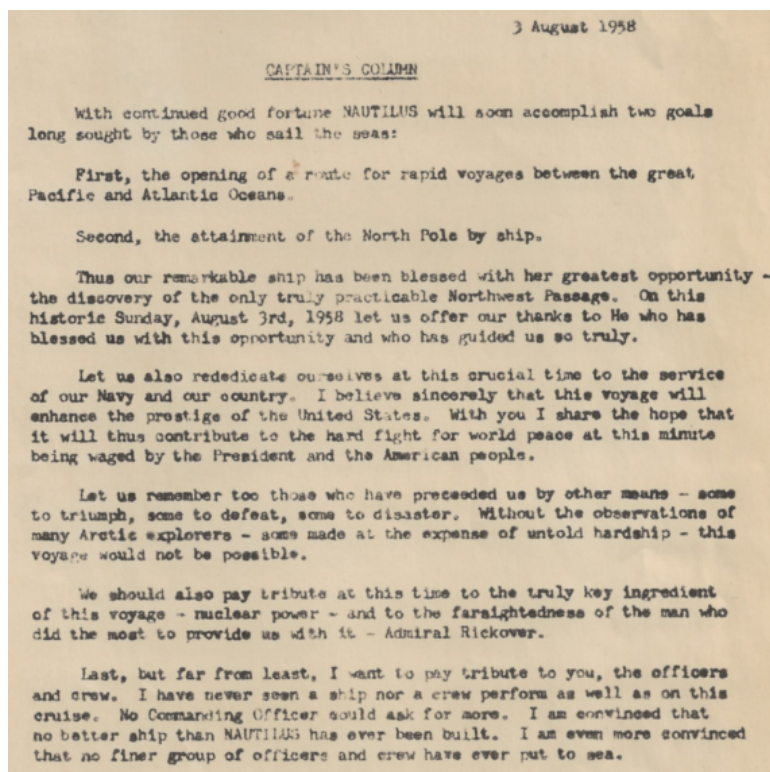 3 August 1958
CAPTAIN'S COLUMN
With continued good fortune NAUTILUS will soon accomplish two goals
long sought by those who sail the seas:
First, the opening of a route for rapid voyages between the great
Pacific and Atlantic Oceans.
Second, the attainment of the North Pole by ship.
Thus our remarkable ship has been blessed with her greatest opportunity -
the discovery of the only truly practicable Northwest Passage. On this
historic Sunday, August 3rd, 1958 let us offer our thanks to He who has
blessed us with this opportunity and who has guided us so truly.
Let us also rededicate ourselves at this crucial time to the service
of our Navy and our country. I believe sincerely that this voyage will
enhance the prestige of the United States. With you I share the hope that
it will thus contribute to the hard fight for world peace at this minute
being waged by the President and the American people.
Let us remember too those who have preceeded us by other means - some
to triumph, some to defeat, some to disaster. Without the observations of
many Arctic explorers - some made at the expense of untold hardship - this
voyage would not be possible.
We should also pay tribute at this time to the truly key ingredient
of this voyage - nuclear power - and to the farsightedness of the man who
did the most to provide us with it - Admiral Rickover.
Last, but far from least, I want to pay tribute to you, the officers
and crew. I have never seen a ship nor a crew perform as well as on this
cruise. No Commanding Officer could ask for more. I am convinced that
no better ship than NAUTILUS has ever been built. I am even more convinced
that no finer group of officers and crew have ever put to sea.